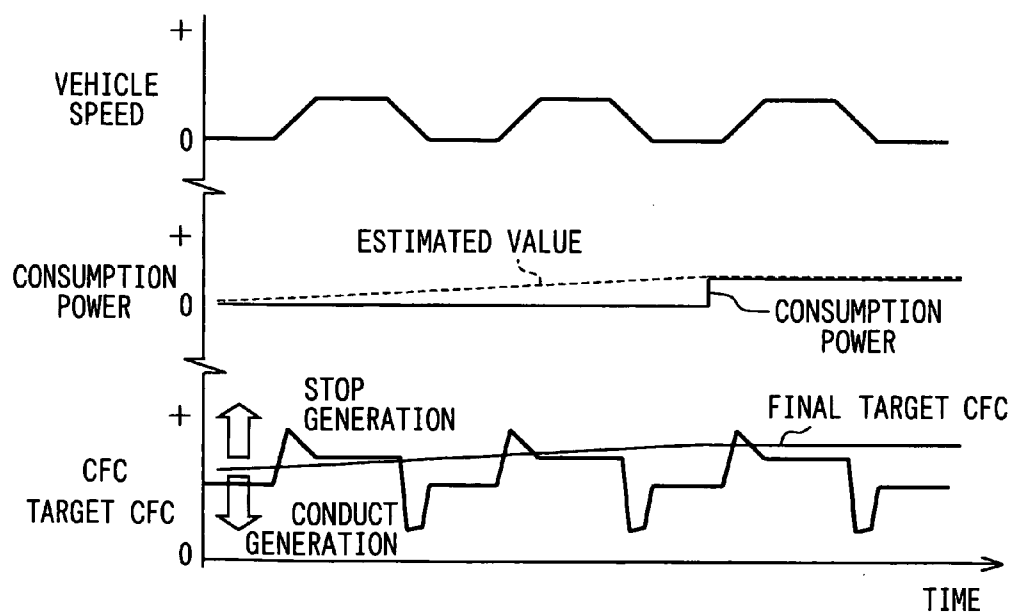 +
VEHICLE
SPEED
0
+
ESTIMATED VALUE
CONSUMPTION
POWER
0
CONSUMPTION
POWER
+
STOP
GENERATION
FINAL TARGET CFC
CFC
TARGET CFC
CONDUCT
GENERATION
0
TIME